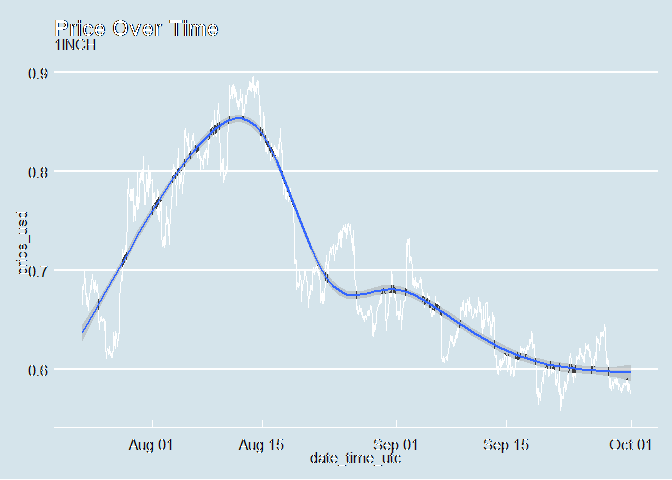 Price Over Time
1INCH
0.9
0.8
price_usd
0.7
0.6
Aug 01
Aug 15
Sep 01
Sep 15
Oct 01
date_time_utc